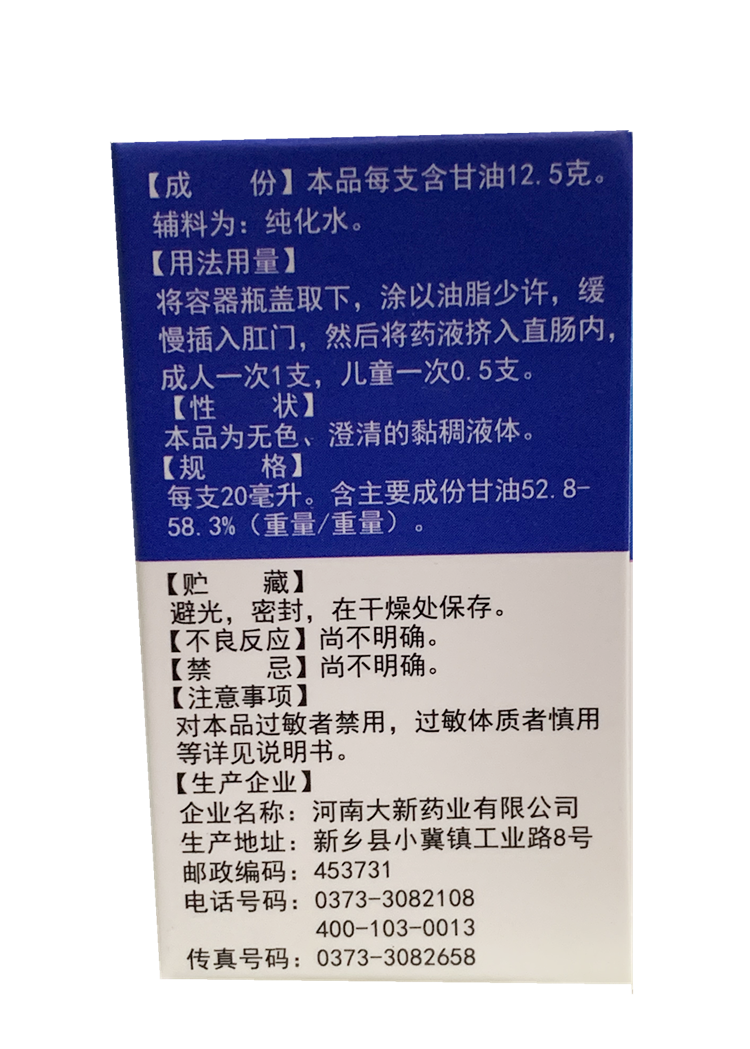 【成　　份】本品每支含甘油12.5克。
辅料为：纯化水。
【用法用量】
将容器瓶盖取下，涂以油脂少许，缓
慢插入肛门，然后将药液挤入直肠内，
成人一次1支，儿童一次0.5支。
【性　　状】
本品为无色、澄清的黏稠液体。
【规　　格】
每支20毫升。含主要成份甘油52.8-
58.3%（重量/重量）。
【贮　　藏】
避光，密封，在干燥处保存。
【不良反应】尚不明确。
【禁　　忌】尚不明确。
【注意事项】
对本品过敏者禁用，过敏体质者慎用
等详见说明书。
【生产企业】
企业名称：河南大新药业有限公司
生产地址：新乡县小冀镇工业路8号
邮政编码：453731
电话号码：0373-3082108
400-103-0013
传真号码：0373-3082658